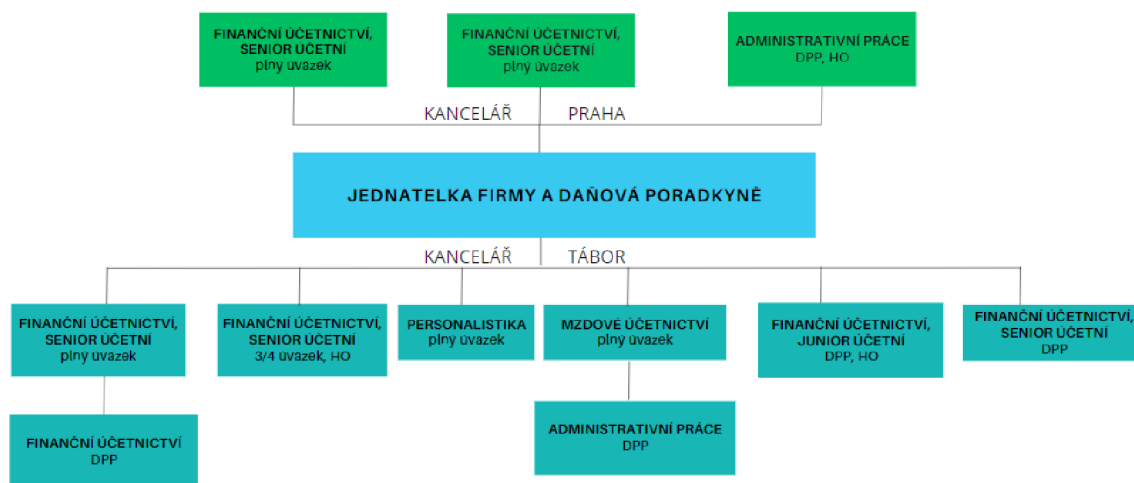 FINANČNÍ ÚČETNICTVÍ,
SENIOR ÚČETNÍ
plný úvazek
FINANČNÍ ÚČETNICTVÍ,
SENIOR ÚČETNÍ
plný úvazek
ADMINISTRATIVNÍ PRÁCE
DPP, HO
KANCELÁŘ PRAHA
JEDNATELKA FIRMY A DAŇOVÁ PORADKYNĚ
KANCELÁŘ TÁBOR
FINANČNÍ ÚČETNICTVÍ,
SENIOR ÚČETNÍ
plný úvazek
FINANČNÍ ÚČETNICTVÍ,
SENIOR ÚČETNÍ
3/4 úvazek, HO
PERSONALISTIKA
plný úvazek
MZDOVÉ ÚČETNICTVÍ
plný úvazek
FINANČNÍ ÚČETNICTVÍ,
JUNIOR ÚČETNÍ
DPP, HO
FINANČNÍ ÚČETNICTVÍ,
SENIOR ÚČETNÍ
DPP
FINANČNÍ ÚČETNICTVÍ
DPP
ADMINISTRATIVNÍ PRÁCE
DPP